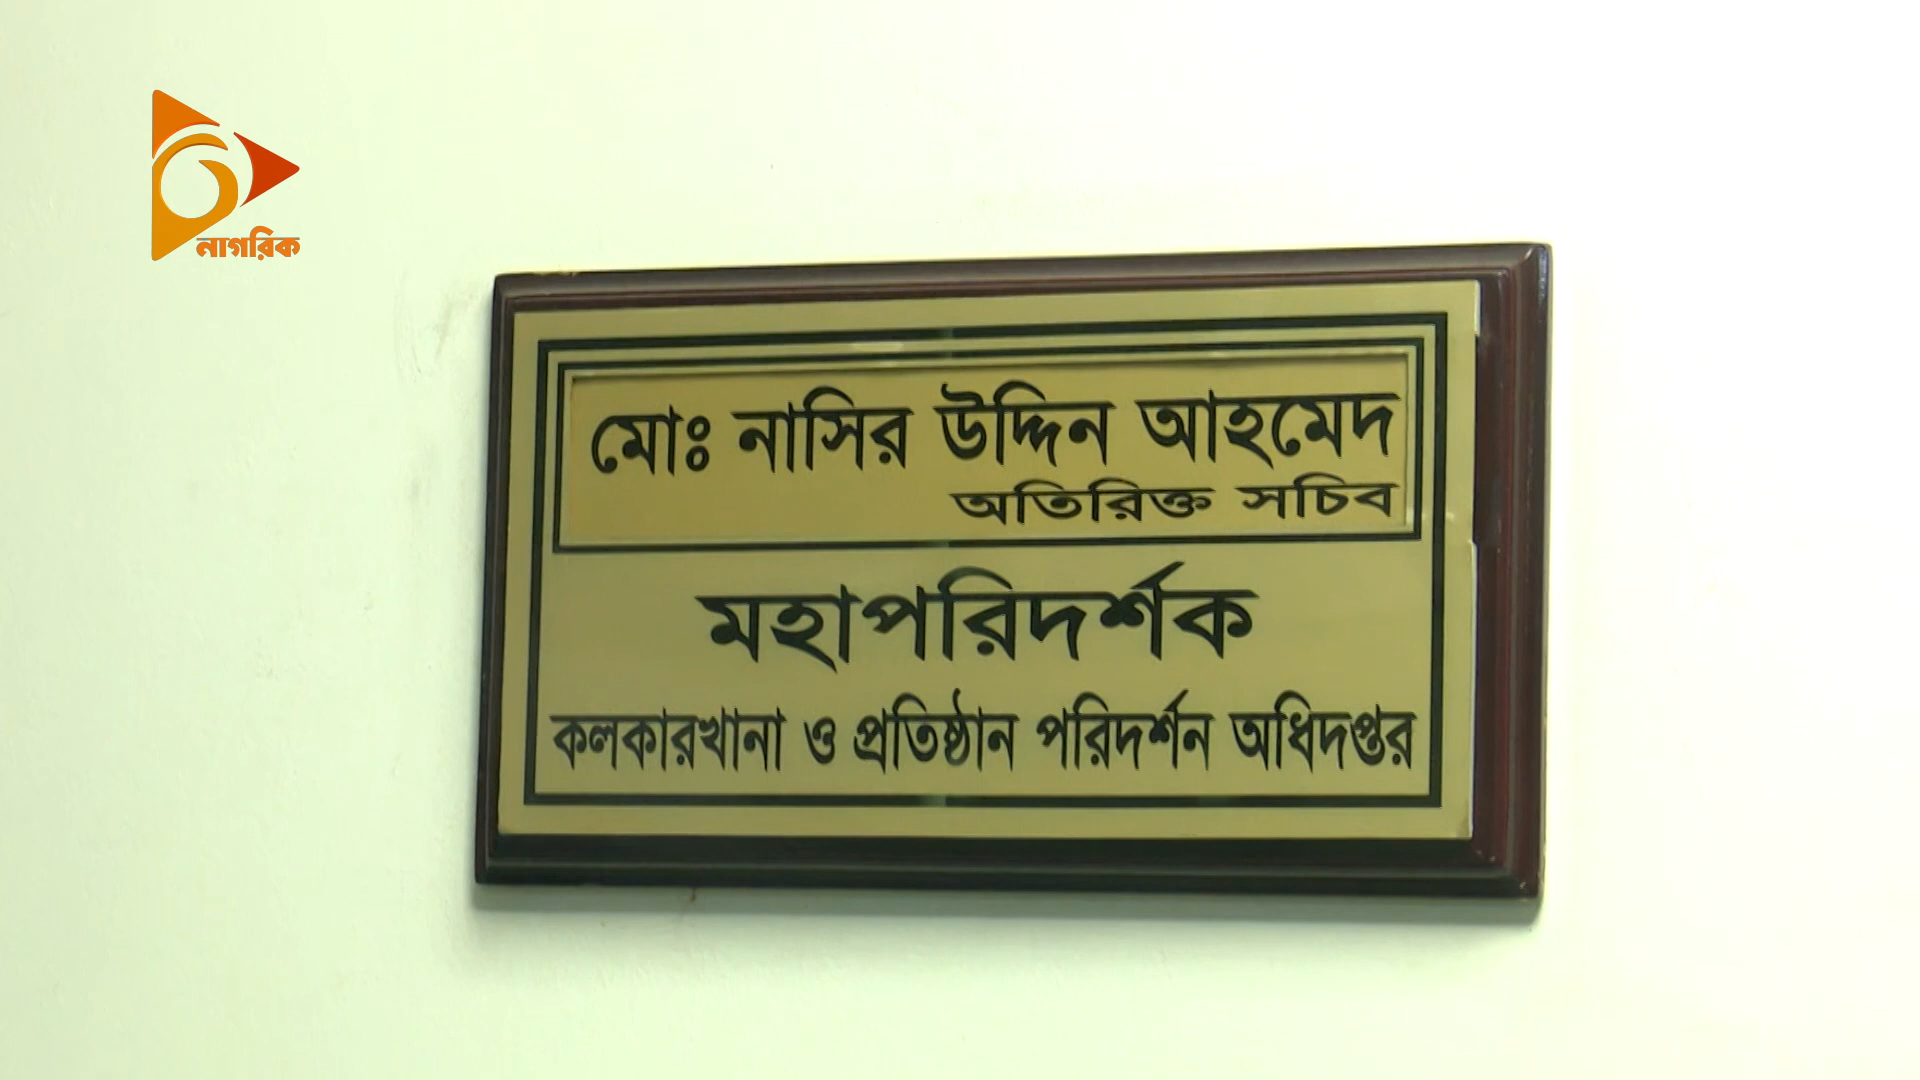 নাগরিক
মোঃ নাসির উদ্দিন আহমেদ
অতিরিক্ত সচিব
মহাপরিদর্শক
কলকারখানা ও প্রতিষ্ঠান পরিদর্শন অধিদপ্তর